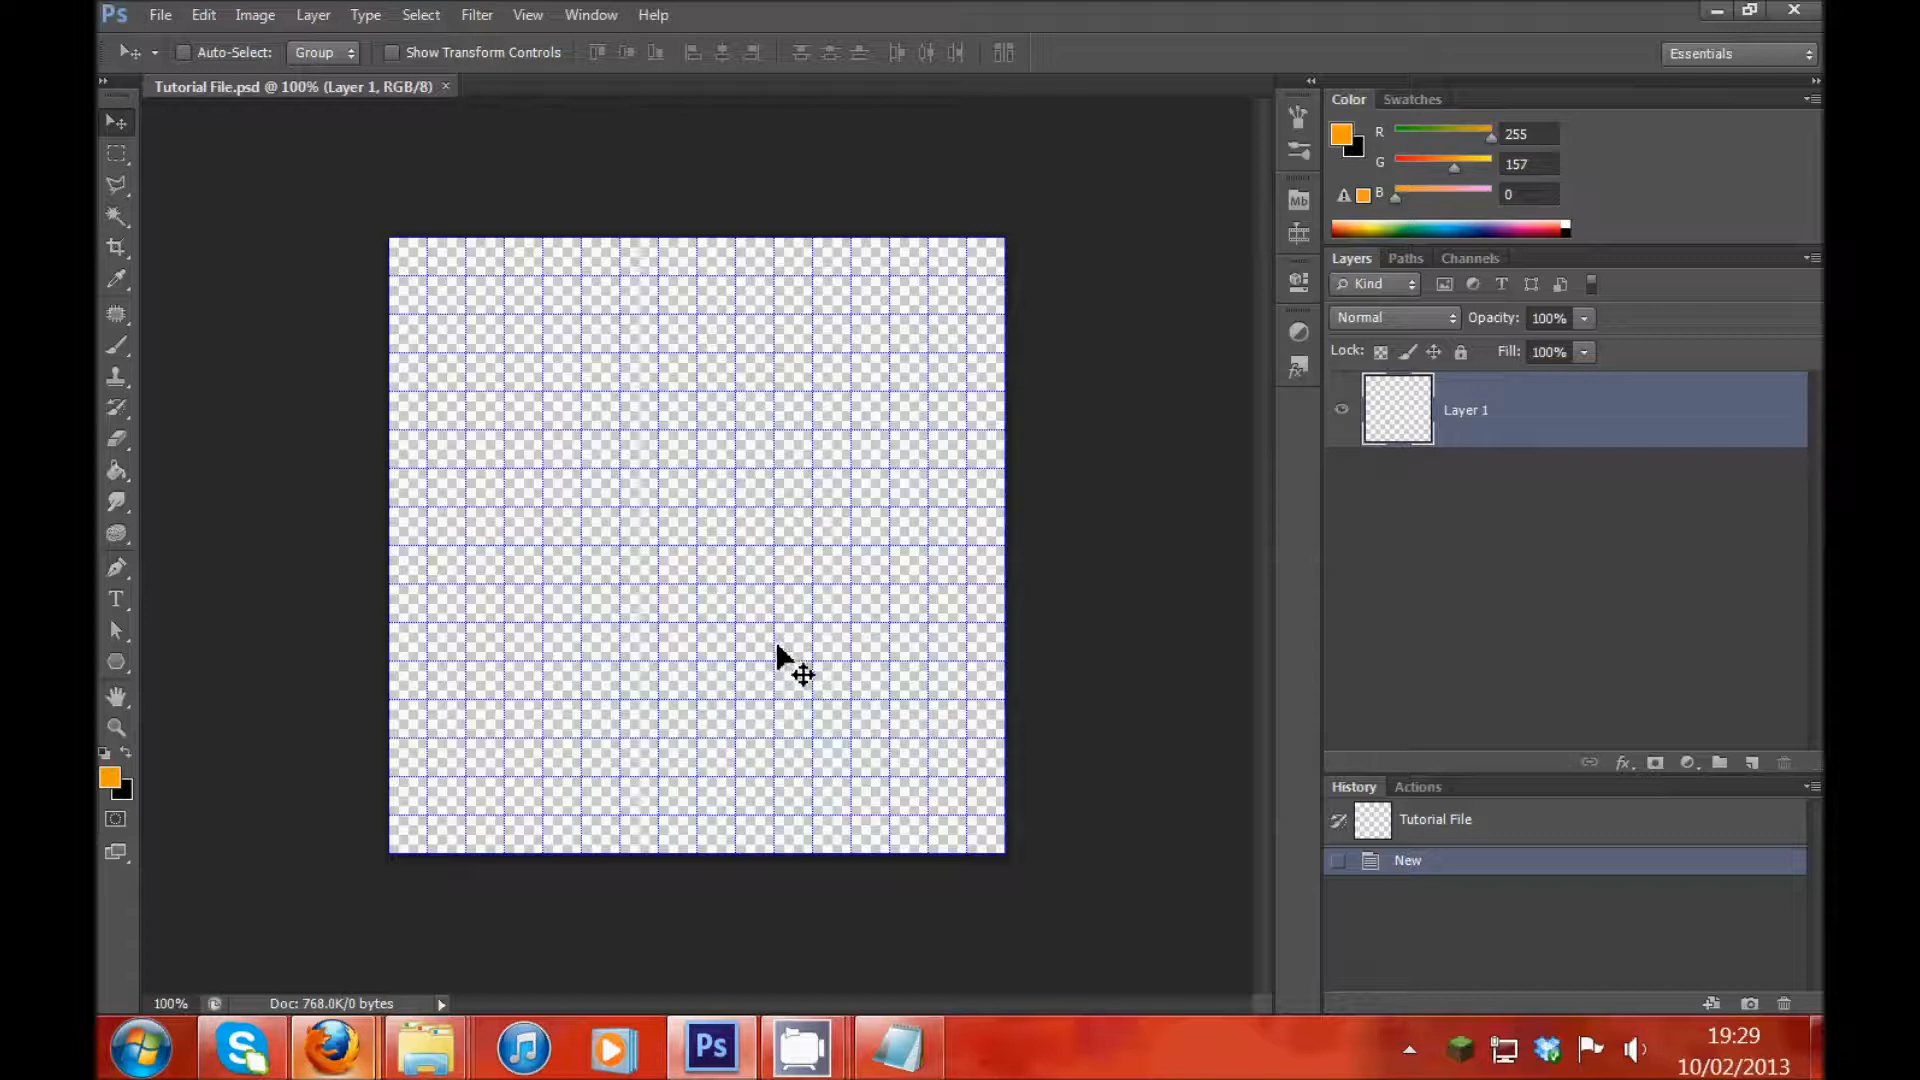 Ps File Edit Image Layer Type Select Filter View Window Help
Auto-Select: Group Show Transform Controls Essentials
Tutorial File.psd @ 100% (Layer 1, RGB/8) ×
Color Swatches
R 255
G 157
B 0
Mb
Layers Paths Channels
Kind
Normal Opacity: 100%
Lock: Fill: 100%
Layer 1
fx
T
History Actions
Tutorial File
New
100% Doc: 768.0K/0 bytes
Ps
19:29
10/02/2013